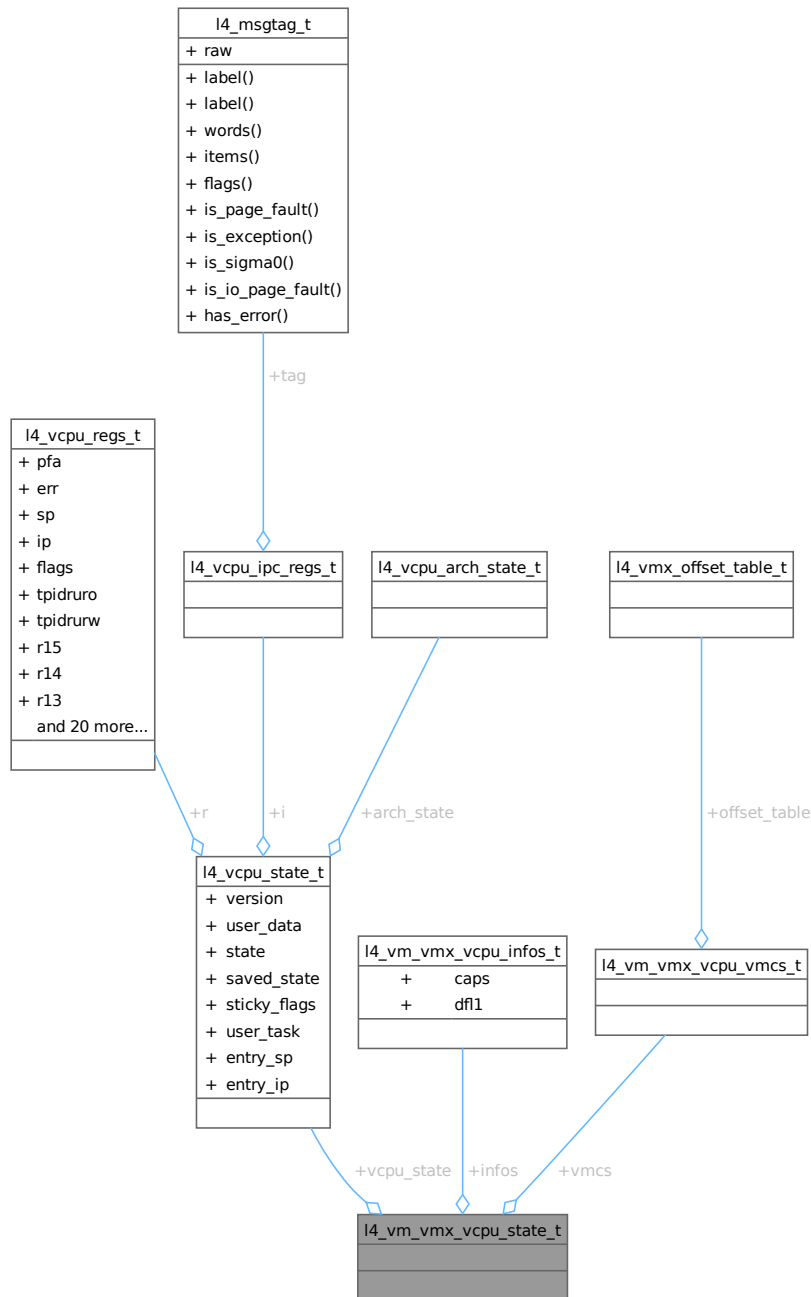 l4_msgtag_t
+ raw
+ label()
+ label()
+ words()
+ items()
+ flags()
+ is_page_fault()
+ is_exception()
+ is_sigma0()
+ is_io_page_fault()
+ has_error()
+tag
l4_vcpu_regs_t
+ pfa
+ err
+ sp
+ ip
+ flags
+ tpidruro
+ tpidrurw
+ r15
+ r14
+ r13
and 20 more...
l4_vcpu_ipc_regs_t
l4_vcpu_arch_state_t
l4_vmx_offset_table_t
+r
+i
+arch_state
+offset_table
l4_vcpu_state_t
+ version
+ user_data
+ state
+ saved_state
+ sticky_flags
+ user_task
+ entry_sp
+ entry_ip
l4_vm_vmx_vcpu_infos_t
+ caps
+ dfl1
l4_vm_vmx_vcpu_vmcs_t
+vcpu_state
+infos
+vmcs
l4_vm_vmx_vcpu_state_t